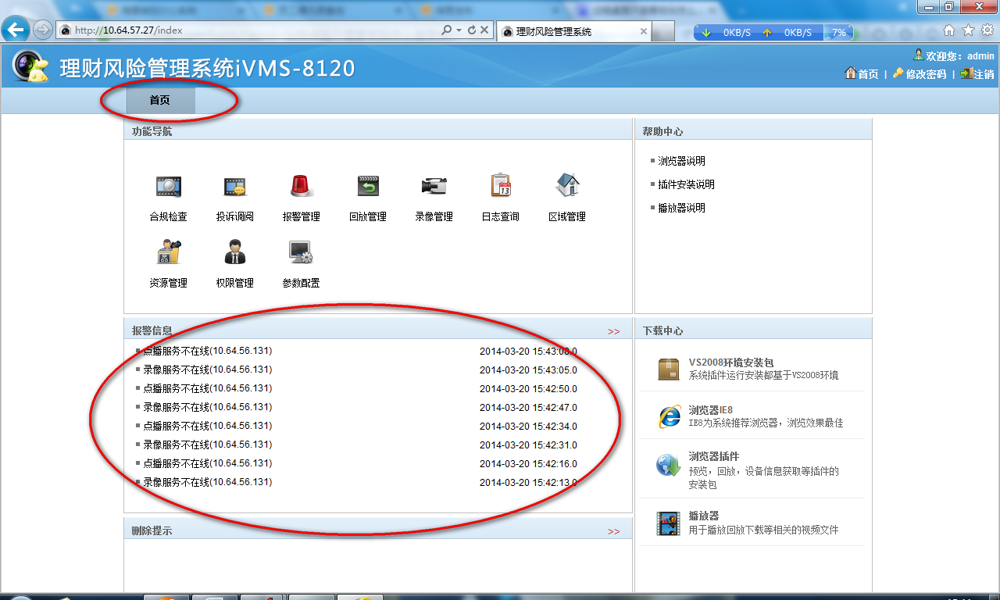 http://10.64.57.27/index
理财风险管理系统
0KB/S
0KB/S
7%
理财风险管理系统iVMS-8120
欢迎您：admin
首页 | 修改密码 | 注销
首页
功能导航
合规检查
投诉调阅
报警管理
回放管理
录像管理
日志查询
区域管理
资源管理
权限管理
参数配置
帮助中心
浏览器说明
插件安装说明
播放器说明
报警信息 >>
点播服务不在线(10.64.56.131) 2014-03-20 15:43:08.0
录像服务不在线(10.64.56.131) 2014-03-20 15:43:05.0
点播服务不在线(10.64.56.131) 2014-03-20 15:42:50.0
录像服务不在线(10.64.56.131) 2014-03-20 15:42:47.0
点播服务不在线(10.64.56.131) 2014-03-20 15:42:34.0
录像服务不在线(10.64.56.131) 2014-03-20 15:42:31.0
点播服务不在线(10.64.56.131) 2014-03-20 15:42:16.0
录像服务不在线(10.64.56.131) 2014-03-20 15:42:13.0
删除提示 >>
下载中心
VS2008环境安装包
系统插件运行安装都基于VS2008环境
浏览器IE8
IE8为系统推荐浏览器，浏览效果最佳
浏览器插件
预览，回放，设备信息获取等插件的
安装包
播放器
用于播放回放下载等相关的视频文件